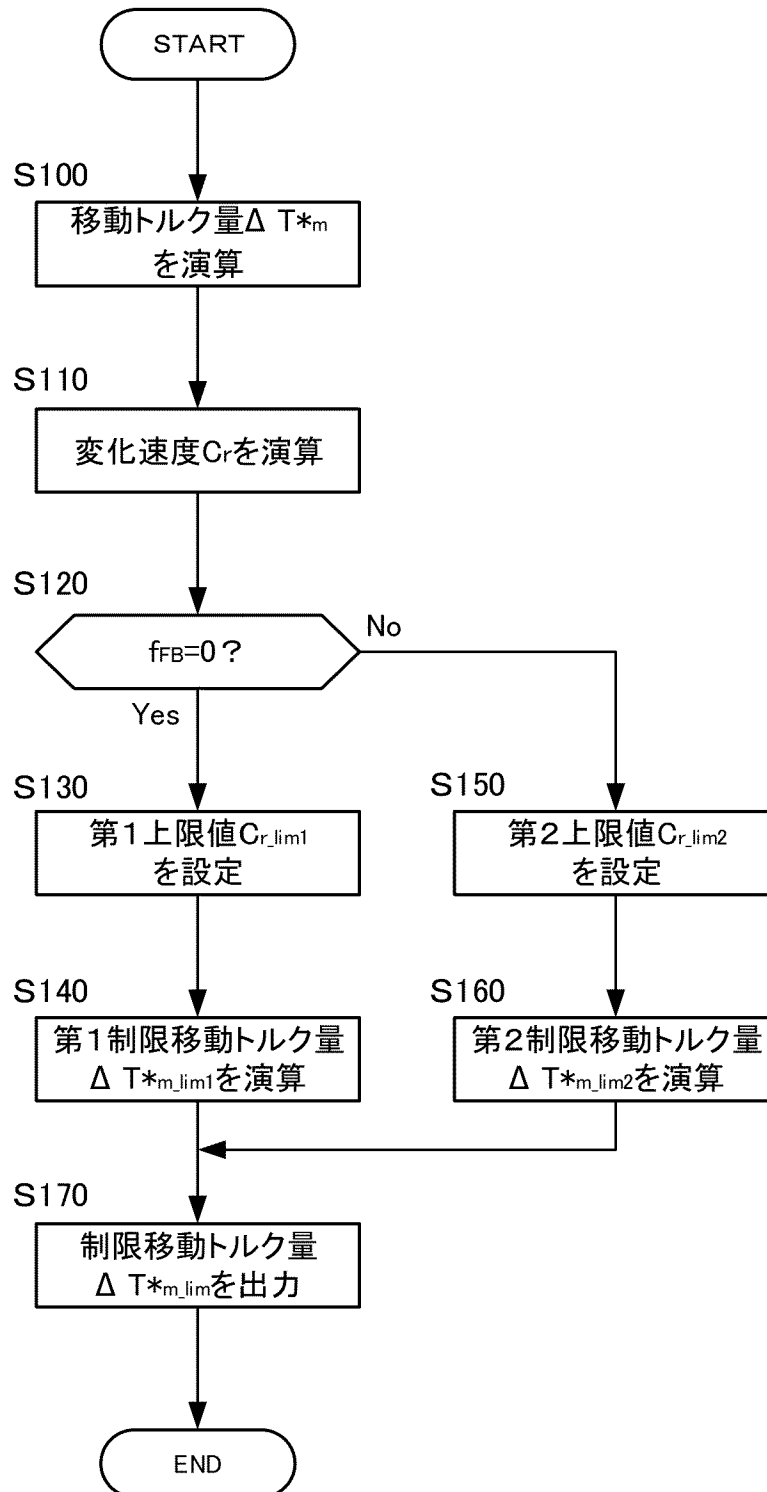 START
S100
移動トルク量Δ T*m
を演算
S110
変化速度Crを演算
S120
fFB=0？
No
Yes
S130
第1上限値Cr_lim1
を設定
S150
第2上限値Cr_lim2
を設定
S140
第1制限移動トルク量
Δ T*m_lim1を演算
S160
第2制限移動トルク量
Δ T*m_lim2を演算
S170
制限移動トルク量
Δ T*m_limを出力
END